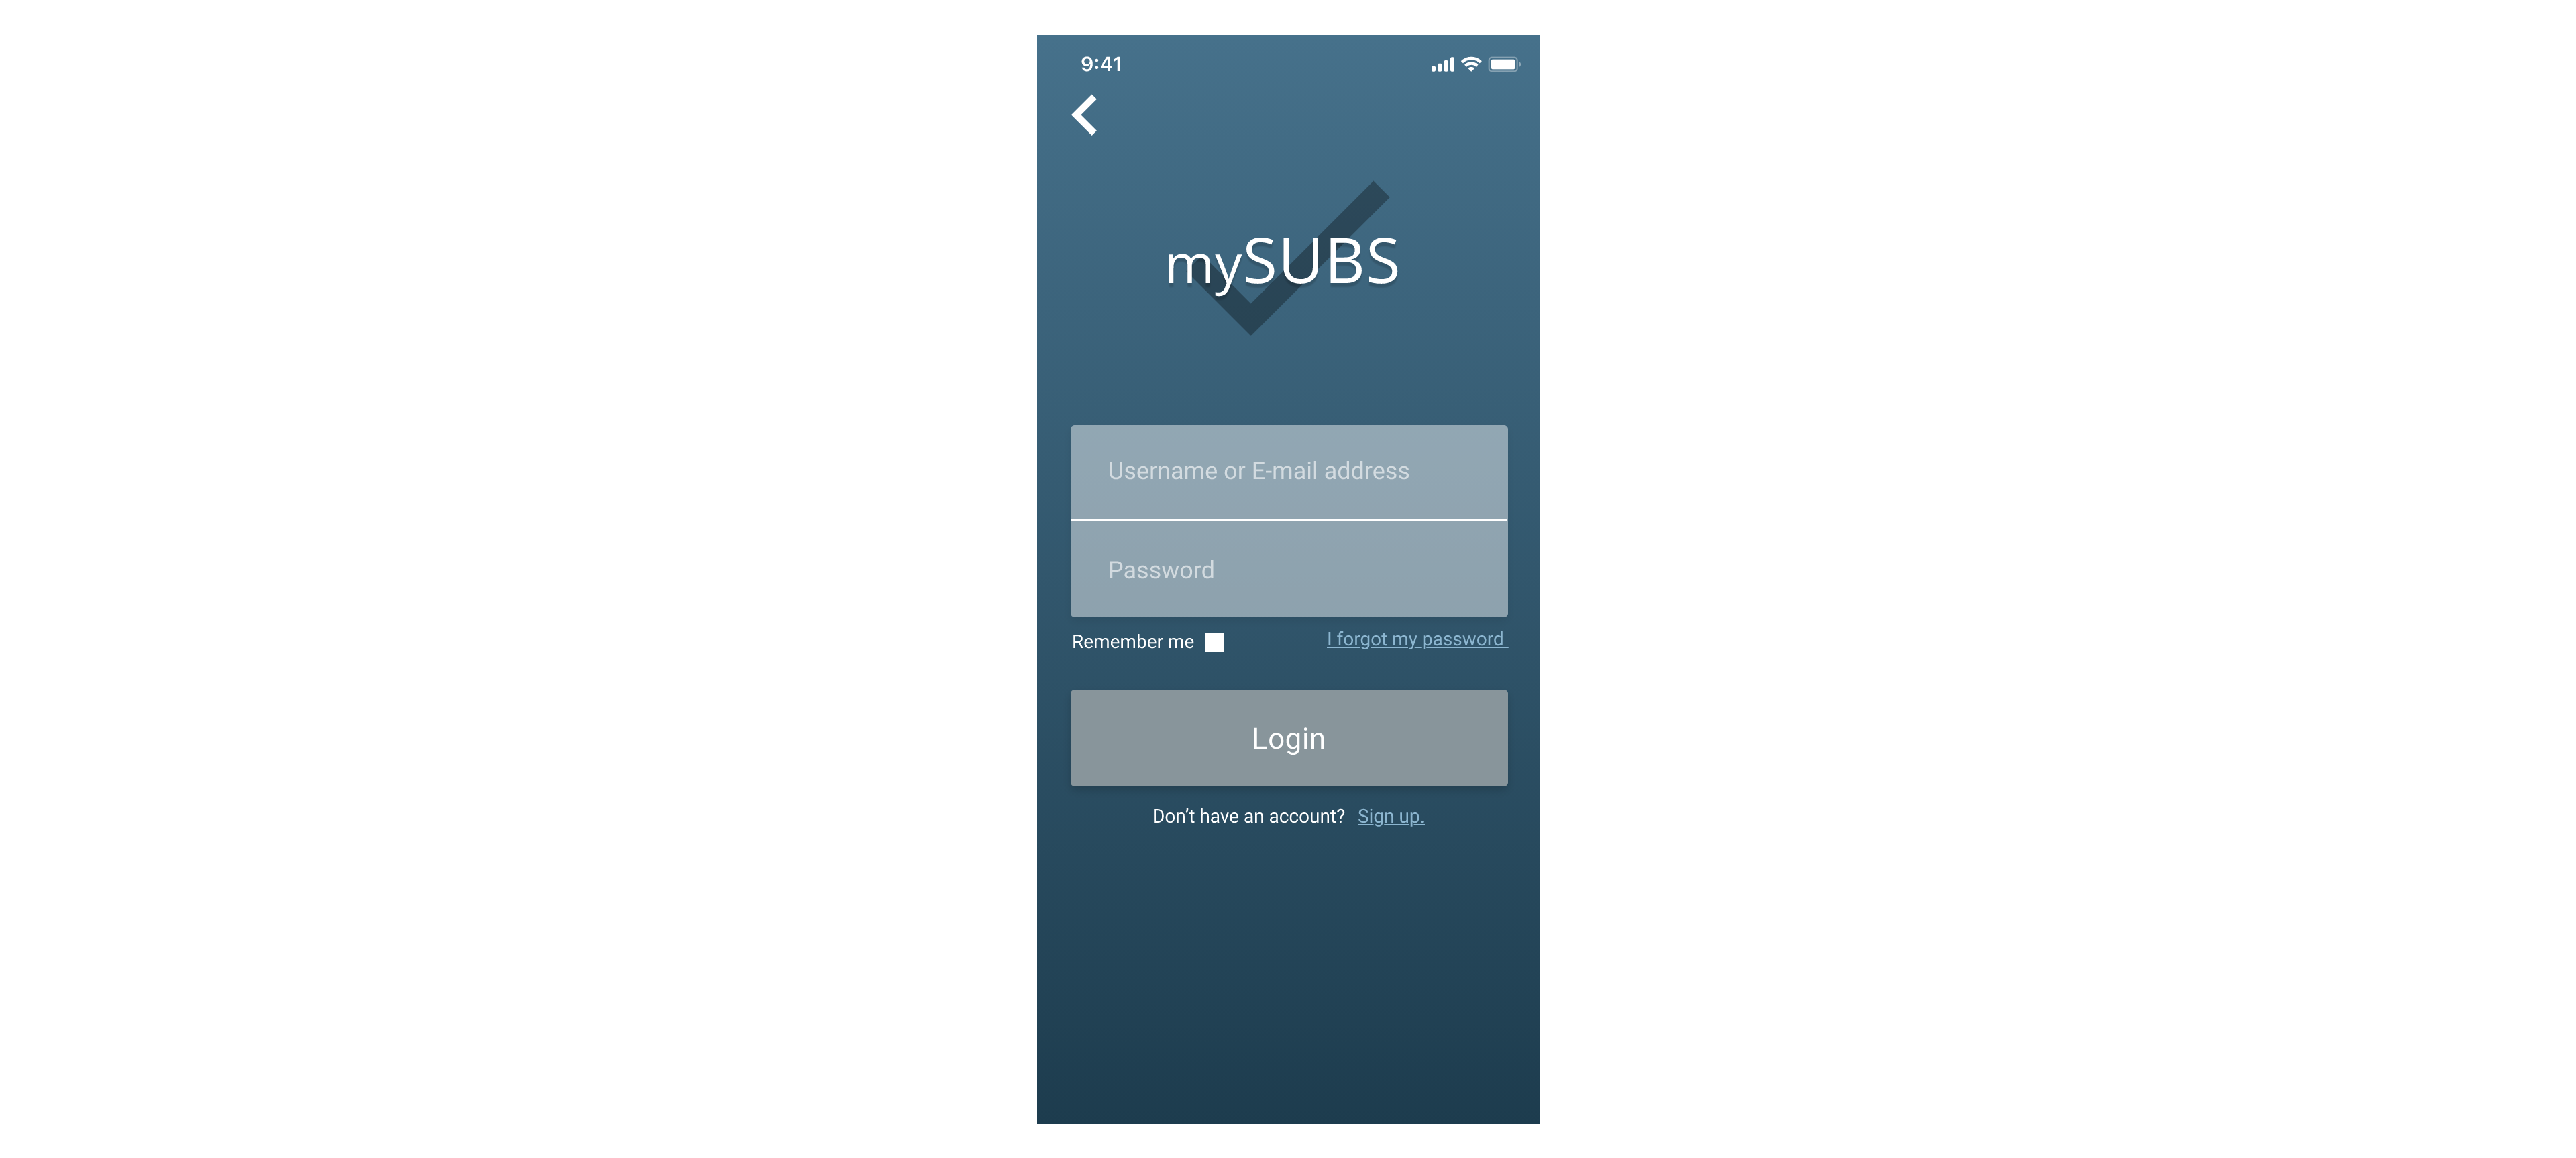 9:41
mySUBS
Username or E-mail address
Password
Remember me
I forgot my password
Login
Don’t have an account? Sign up.